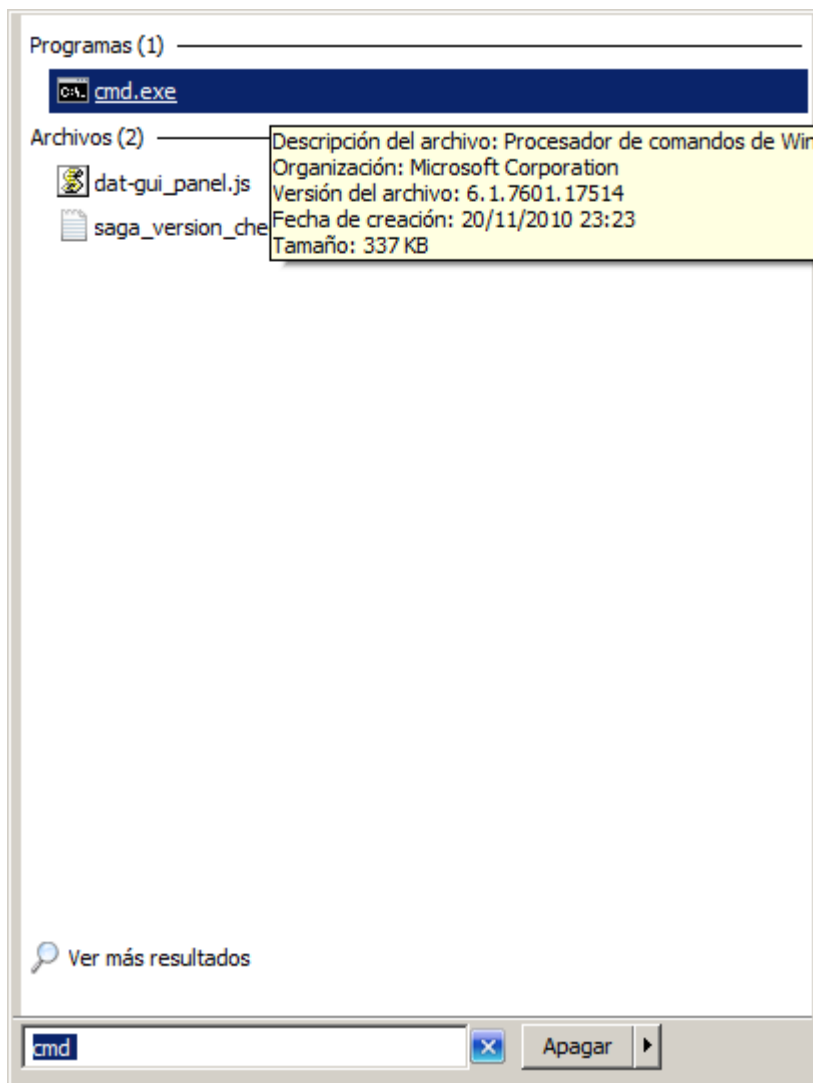 Programas (1)
C:\.
cmd.exe
Archivos (2)
dat-gui_panel.js
saga_version_che
Descripción del archivo: Procesador de comandos de Win
Organización: Microsoft Corporation
Versión del archivo: 6.1.7601.17514
Fecha de creación: 20/11/2010 23:23
Tamaño: 337 KB
Ver más resultados
cmd
Apagar